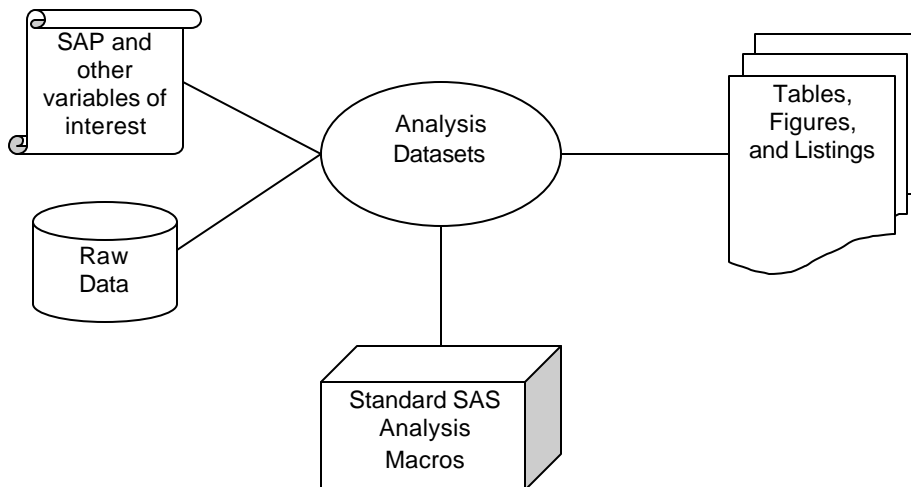 SAP and
other
variables of
interest
Raw
Data
Analysis
Datasets
Standard SAS
Analysis
Macros
Tables,
Figures,
and Listings